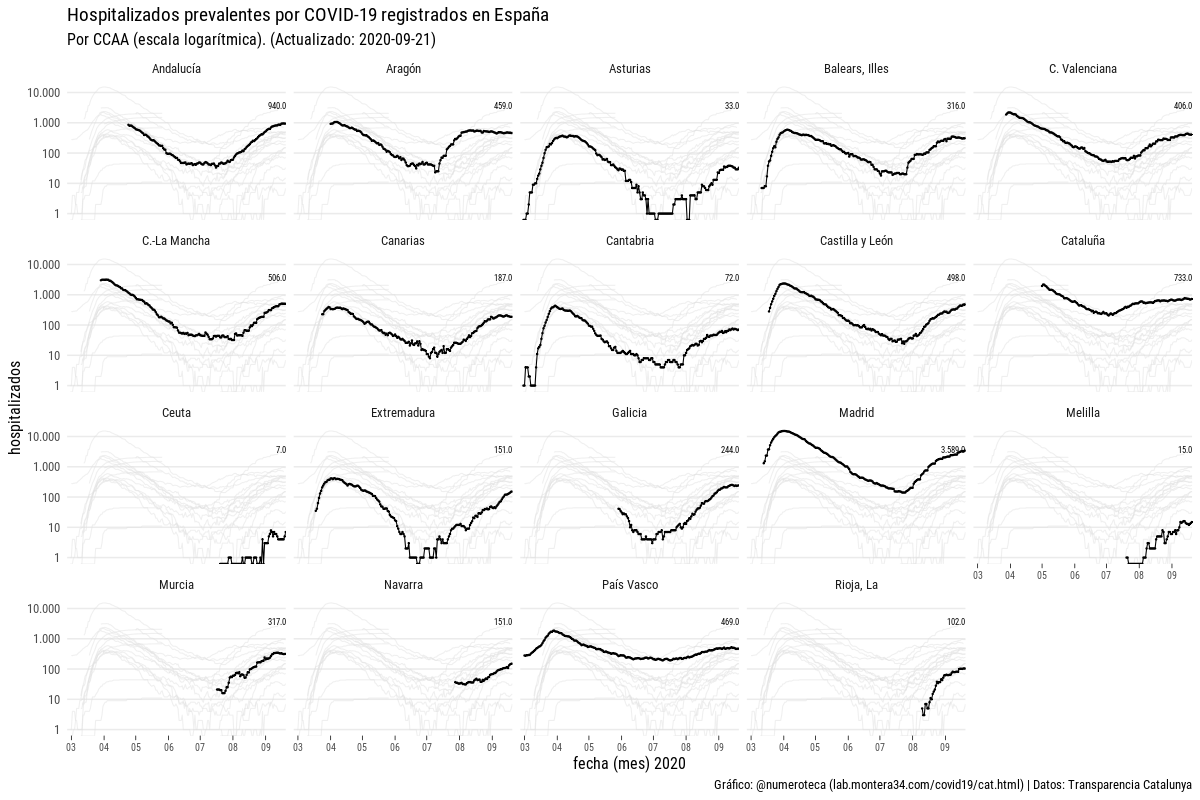 Hospitalizados prevalentes por COVID-19 registrados en España
Por CCAA (escala logarítmica). (Actualizado: 2020-09-21)
Andalucía Aragón Asturias Balears, Illes C. Valenciana
10.000
1.000
100
10
1
940.0 459.0 33.0 316.0 406.0
C.-La Mancha Canarias Cantabria Castilla y León Cataluña
10.000
1.000
100
10
1
506.0 187.0 72.0 498.0 733.0
hospitalizados
Ceuta Extremadura Galicia Madrid Melilla
10.000
1.000
100
10
1
7.0 151.0 244.0 3.589.0 15.0
03 04 05 06 07 08 09
Murcia Navarra País Vasco Rioja, La
10.000
1.000
100
10
1
317.0 151.0 469.0 102.0
03 04 05 06 07 08 09 03 04 05 06 07 08 09 03 04 05 06 07 08 09 03 04 05 06 07 08 09
fecha (mes) 2020
Gráfico: @numeroteca (lab.montera34.com/covid19/cat.html) | Datos: Transparencia Catalunya